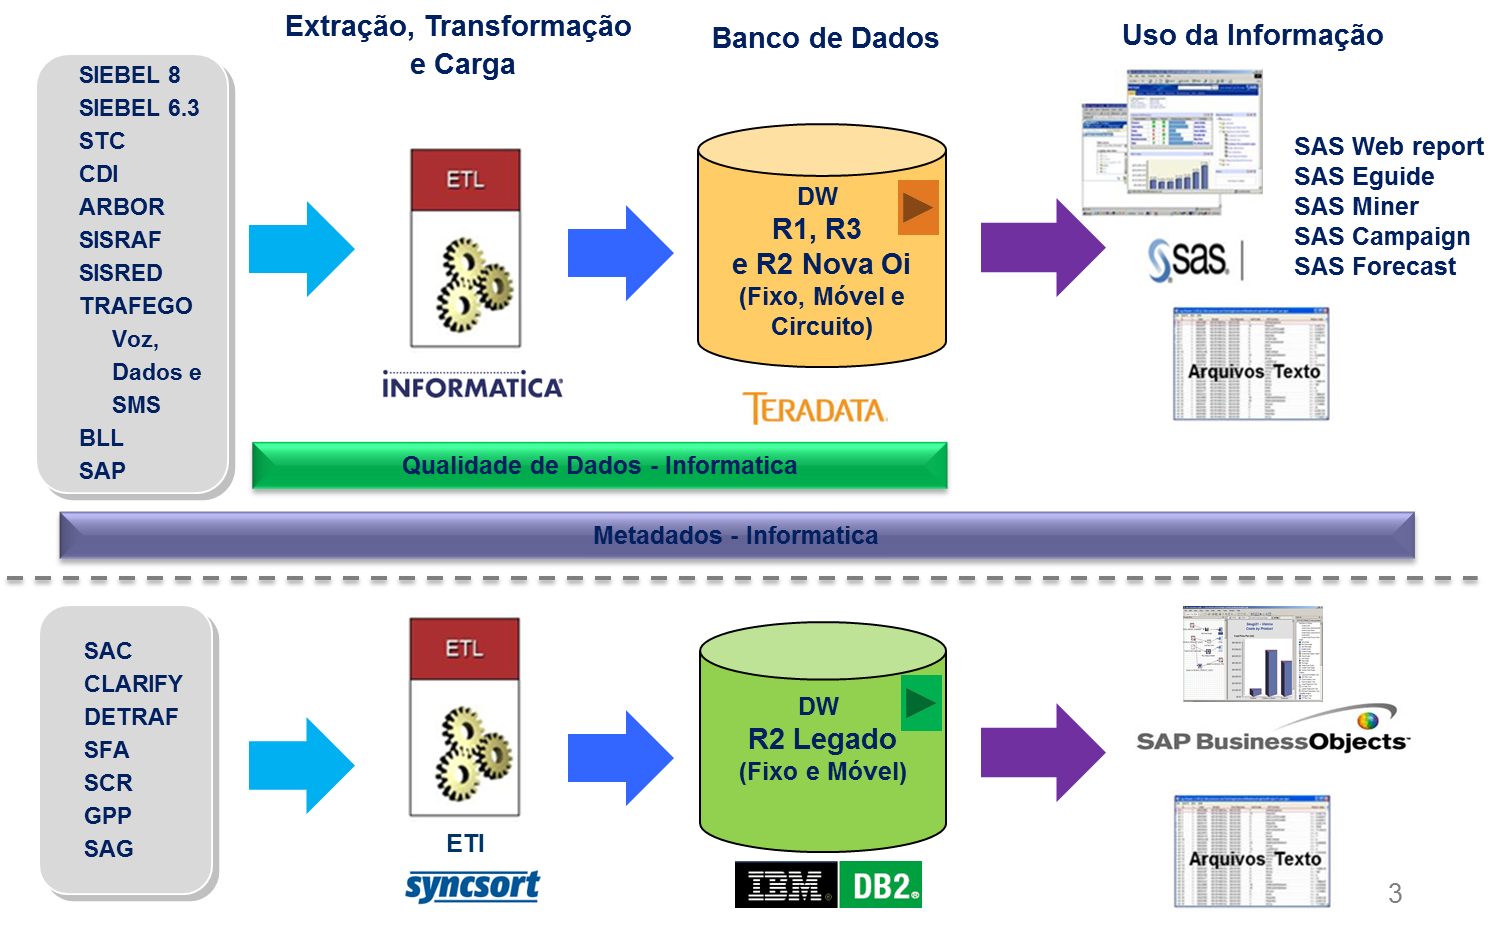 Extração, Transformação
e Carga
Banco de Dados
Uso da Informação
SIEBEL 8
SIEBEL 6.3
STC
CDI
ARBOR
SISRAF
SISRED
TRAFEGO
Voz,
Dados e
SMS
BLL
SAP
ETL
INFORMATICA
DW
R1, R3
e R2 Nova Oi
(Fixo, Móvel e
Circuito)
TERADATA
SAS Web report
SAS Eguide
SAS Miner
SAS Campaign
SAS Forecast
sas
Arquivos Texto
Qualidade de Dados - Informatica
Metadados - Informatica
SAC
CLARIFY
DETRAF
SFA
SCR
GPP
SAG
ETL
ETI
syncsort
DW
R2 Legado
(Fixo e Móvel)
IBM DB2
SAP BusinessObjects
Arquivos Texto
3